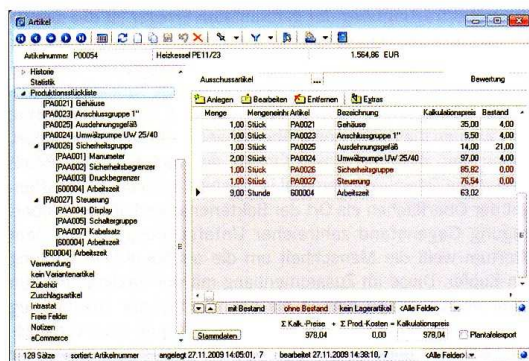 Artikel
Artikelnummer P00054 Heizkessel PE11/23 1.564,86 EUR
Historie
Statistik
Produktionsstückliste
[PA0021] Gehäuse
[PA0023] Anschlussgruppe 1"
[PA0025] Ausdehnungsgefäß
[PA0024] Umwälzpumpe UW 25/40
[PA0026] Sicherheitsgruppe
[PAA001] Manumeter
[PAA002] Sicherheitsbegrenzer
[PAA003] Druckbegrenzer
[600004] Arbeitszeit
[PA0027] Steuerung
[PAA004] Display
[PAA005] Schaltergruppe
[PAA007] Kabelsatz
[600004] Arbeitszeit
[600004] Arbeitszeit
Verwendung
kein Variantenartikel
Zubehör
Zuschlagsartikel
Intrastat
Freie Felder
Notizen
eCommerce
Ausschussartikel ... Bewertung
Anlegen Bearbeiten Entfernen Extras
Menge Mengeneinheit Artikel Bezeichnung Kalkulationspreis Bestand
1,00 Stück PA0021 Gehäuse 35,00 4,00
1,00 Stück PA0023 Anschlussgruppe 1" 5,50 4,00
1,00 Stück PA0025 Ausdehnungsgefäß 14,00 21,00
2,00 Stück PA0024 Umwälzpumpe UW 25/40 97,00 4,00
1,00 Stück PA0026 Sicherheitsgruppe 85,82 0,00
1,00 Stück PA0027 Steuerung 76,54 0,00
9,00 Stunde 600004 Arbeitszeit 63,02
mit Bestand ohne Bestand kein Lagerartikel <Alle Felder>
Σ Kalk.-Preise + Σ Prod.-Kosten = Kalkulationspreis
Stammdaten 978,04 0,00 978,04 Plantafelexport
128 Sätze sortiert: Artikelnummer angelegt 27.11.2009 14:05:01, 7 bearbeitet 27.11.2009 14:38:10, 7 <Alle Felder>